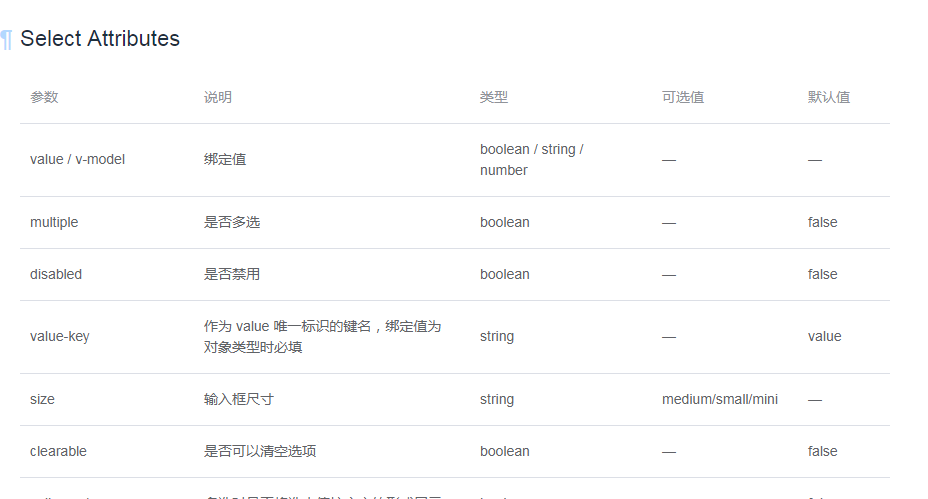 ¶ Select Attributes
参数 说明 类型 可选值 默认值
value / v-model 绑定值 boolean / string / number — —
multiple 是否多选 boolean — false
disabled 是否禁用 boolean — false
value-key 作为 value 唯一标识的键名，绑定值为对象类型时必填 string — value
size 输入框尺寸 string medium/small/mini —
clearable 是否可以清空选项 boolean — false